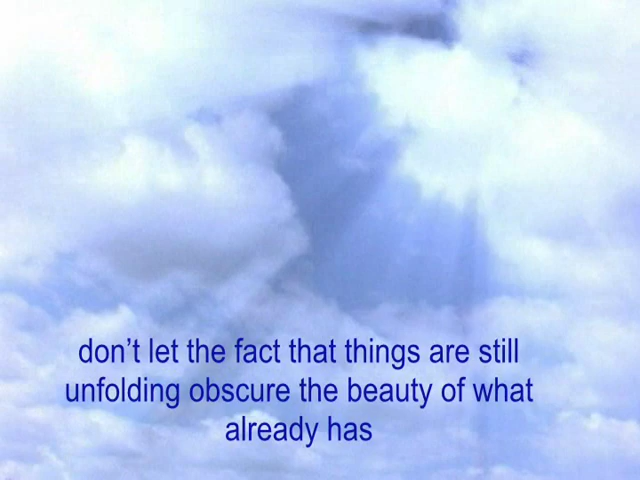 don’t let the fact that things are still
unfolding obscure the beauty of what
already has